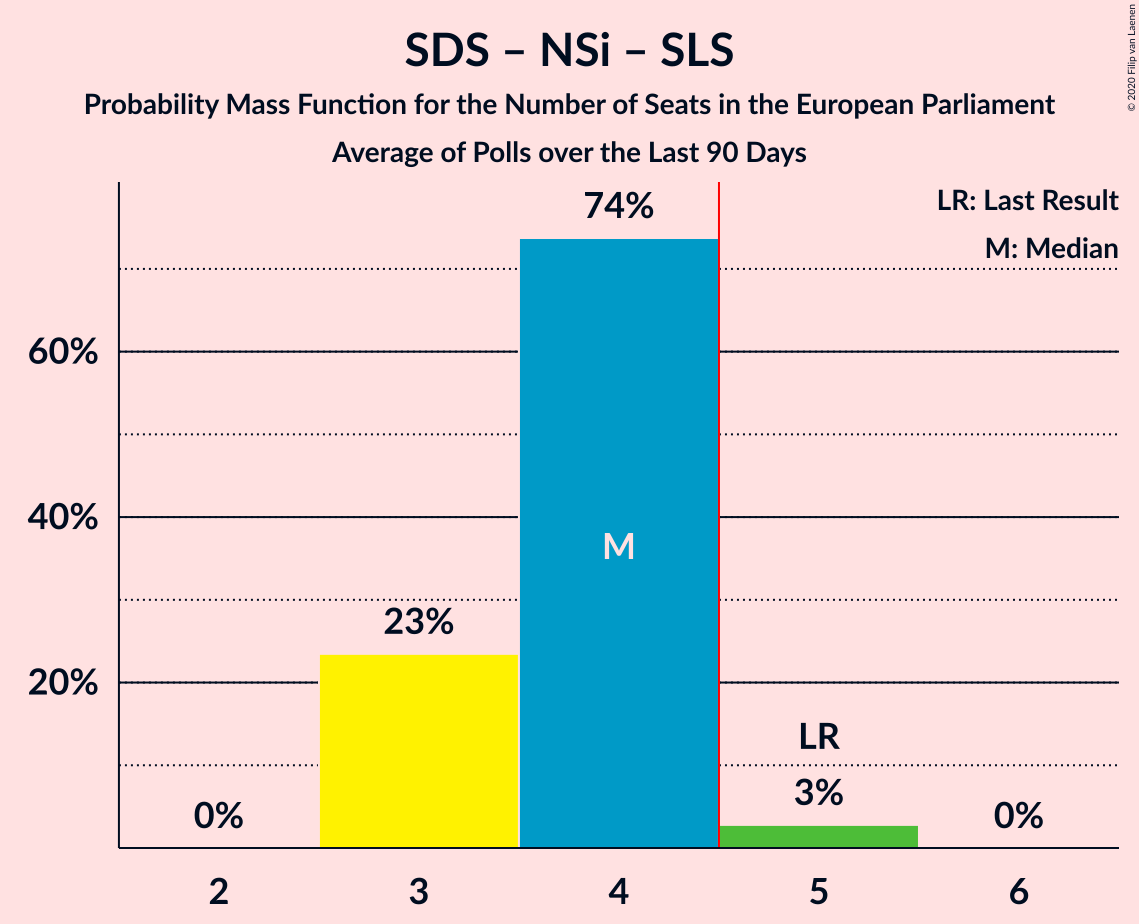 SDS – NSi – SLS
Probability Mass Function for the Number of Seats in the European Parliament
Average of Polls over the Last 90 Days
© 2020 Filip van Laenen
LR: Last Result
M: Median
60%
40%
20%
0%
23%
74%
M
LR
3%
0%
2
3
4
5
6